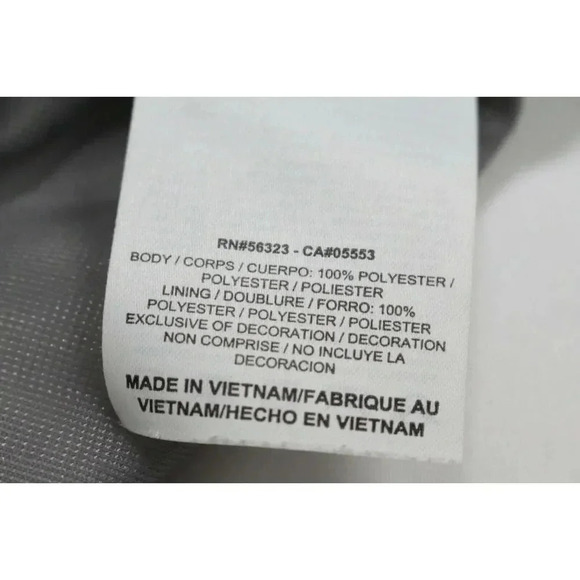 RN#56323 - CA#05553
BODY / CORPS / CUERPO: 100% POLYESTER /
POLYESTER / POLIESTER
LINING / DOUBLURE / FORRO: 100%
POLYESTER / POLYESTER / POLIESTER
EXCLUSIVE OF DECORATION / DECORATION
NON COMPRISE / NO INCLUYE LA
DECORACION
MADE IN VIETNAM/FABRIQUE AU
VIETNAM/HECHO EN VIETNAM